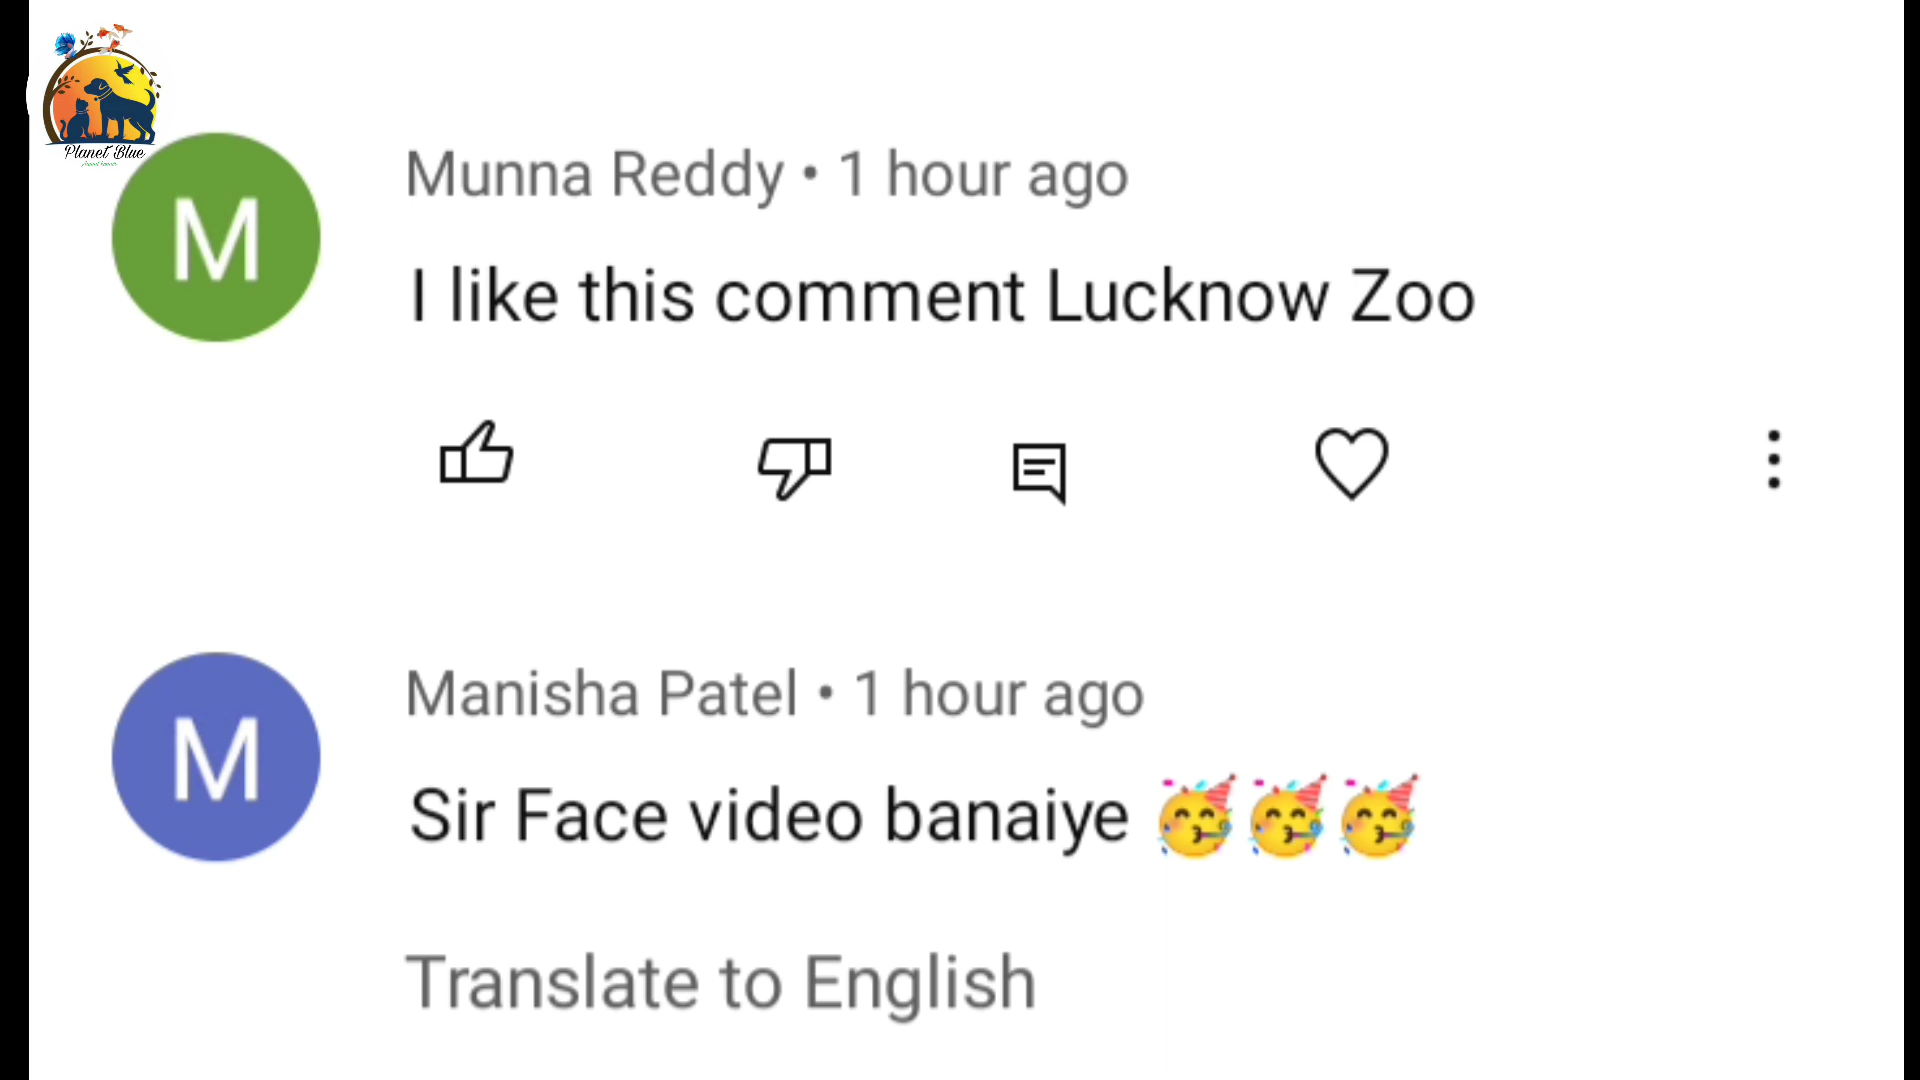 Planet Blue
M
Munna Reddy • 1 hour ago
I like this comment Lucknow Zoo
M
Manisha Patel • 1 hour ago
Sir Face video banaiye 🥳🥳🥳
Translate to English